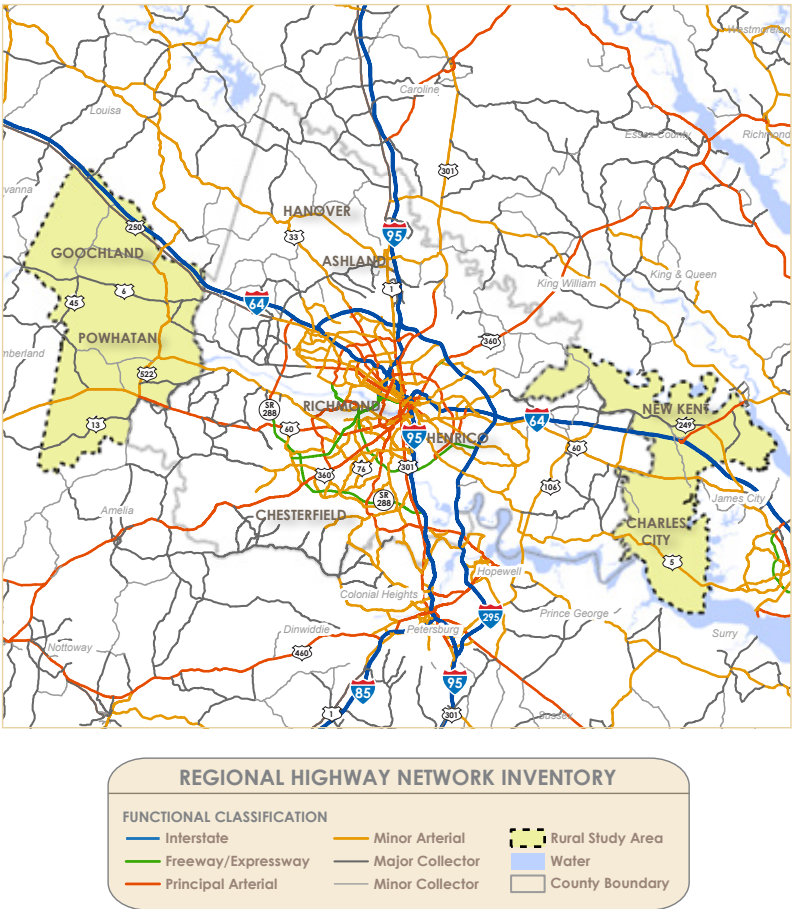 Westmoreland
Caroline
Louisa
Essex County
Richmond
301
vanna
HANOVER
250
33
95
GOOCHLAND
ASHLAND
King & Queen
King William
6
1
45
64
POWHATAN
360
mberland
522
RICHMOND
SR
288
NEW KENT
64
249
13
60
95
HENRICO
60
360
76
301
106
SR
288
James City
Amelia
CHESTERFIELD
CHARLES
CITY
5
Hopewell
Colonial Heights
295
Prince George
Dinwiddie
Petersburg
Surry
Nottoway
460
85
95
1
301
Sussex
REGIONAL HIGHWAY NETWORK INVENTORY
FUNCTIONAL CLASSIFICATION
Interstate
Minor Arterial
Rural Study Area
Freeway/Expressway
Major Collector
Water
Principal Arterial
Minor Collector
County Boundary